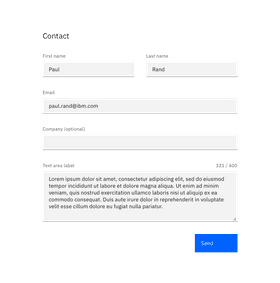 Contact
First name Last name
Paul Rand
Email
paul.rand@ibm.com
Company (optional)
Text area label 321 / 400
Lorem ipsum dolor sit amet, consectetur adipiscing elit, sed do eiusmod
tempor incididunt ut labore et dolore magna aliqua. Ut enim ad minim
veniam, quis nostrud exercitation ullamco laboris nisi ut aliquip ex ea
commodo consequat. Duis aute irure dolor in reprehenderit in voluptate
velit esse cillum dolore eu fugiat nulla pariatur.
Send